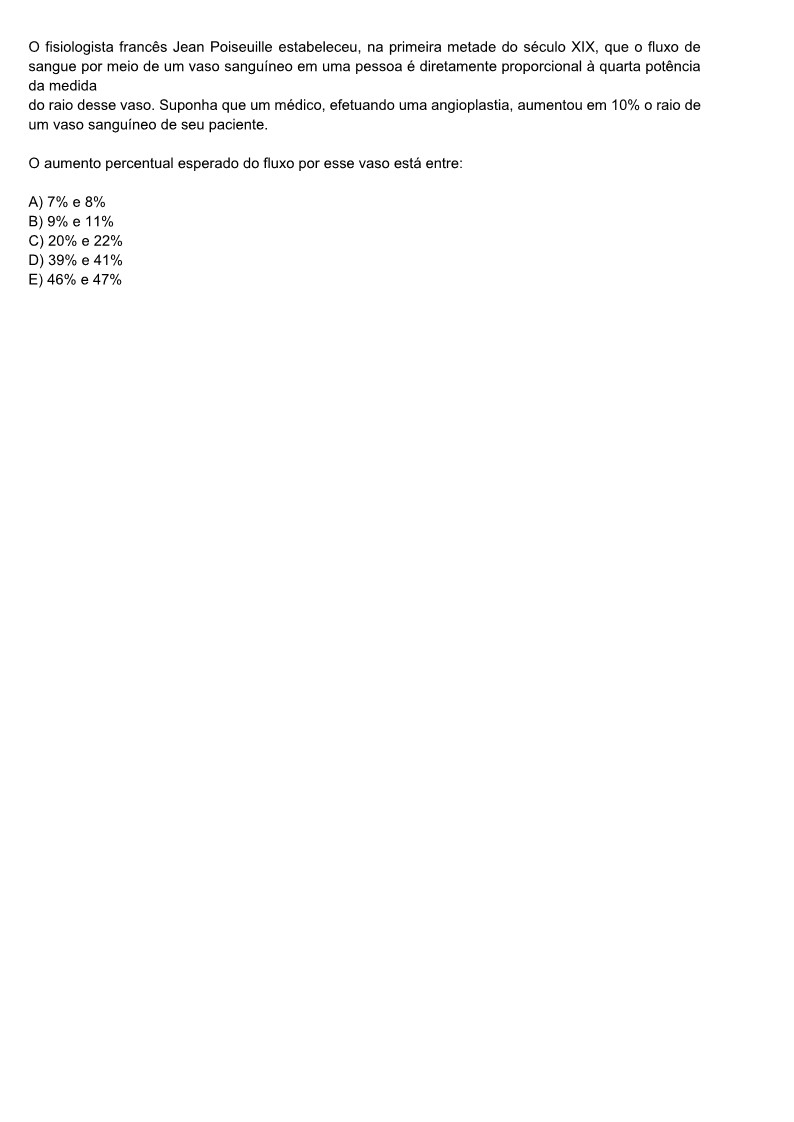 O fisiologista francês Jean Poiseuille estabeleceu, na primeira metade do século XIX, que o fluxo de
sangue por meio de um vaso sanguíneo em uma pessoa é diretamente proporcional à quarta potência
da medida
do raio desse vaso. Suponha que um médico, efetuando uma angioplastia, aumentou em 10% o raio de
um vaso sanguíneo de seu paciente.
O aumento percentual esperado do fluxo por esse vaso está entre:
A) 7% e 8%
B) 9% e 11%
C) 20% e 22%
D) 39% e 41%
E) 46% e 47%